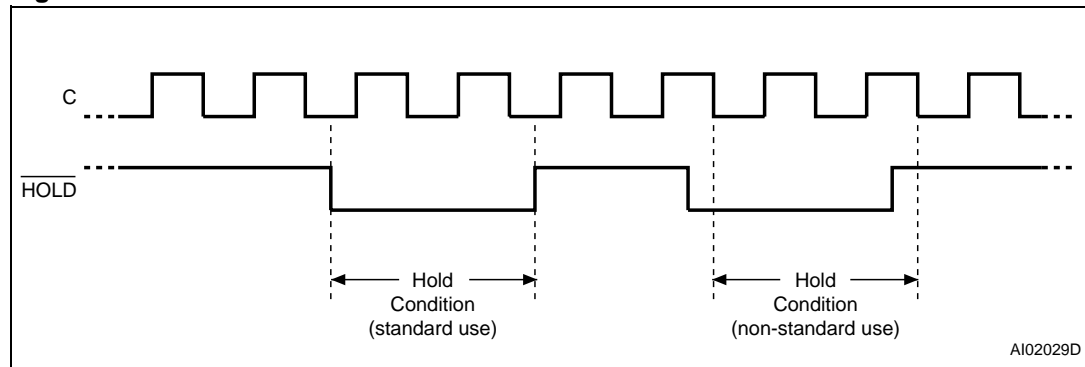 C
HOLD
Hold
Condition
(standard use)
Hold
Condition
(non-standard use)
AI02029D